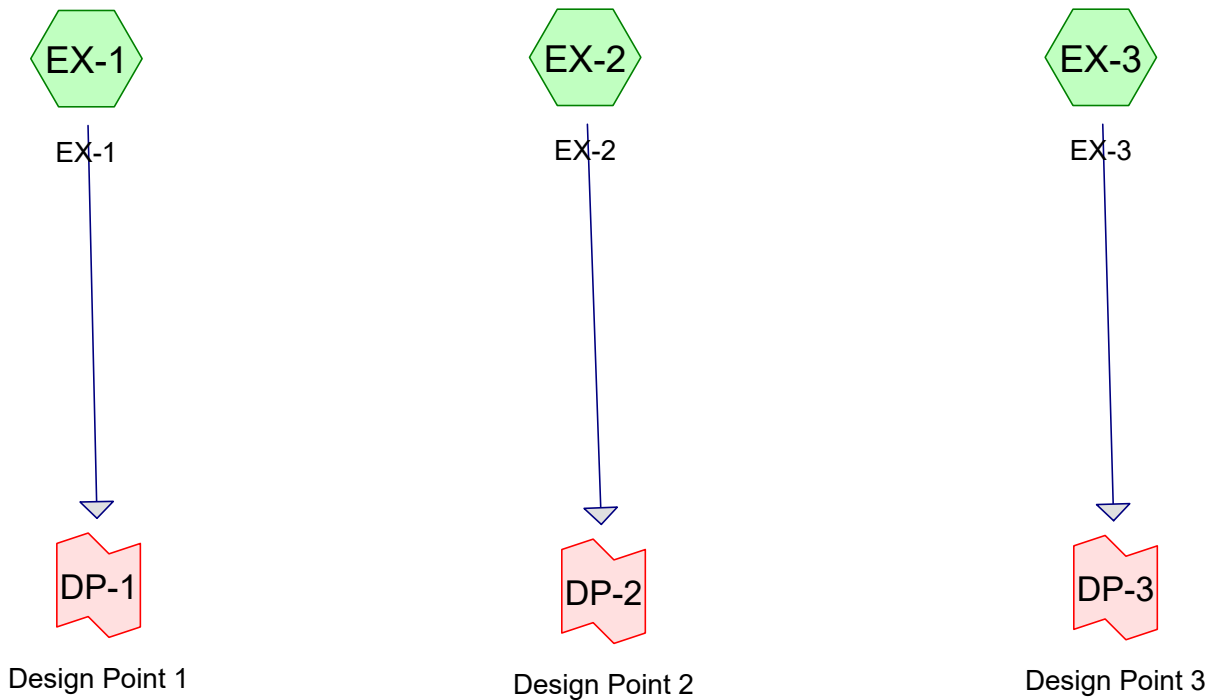 EX-1
EX-2
EX-3
EX-1
EX-2
EX-3
DP-1
DP-2
DP-3
Design Point 1
Design Point 2
Design Point 3